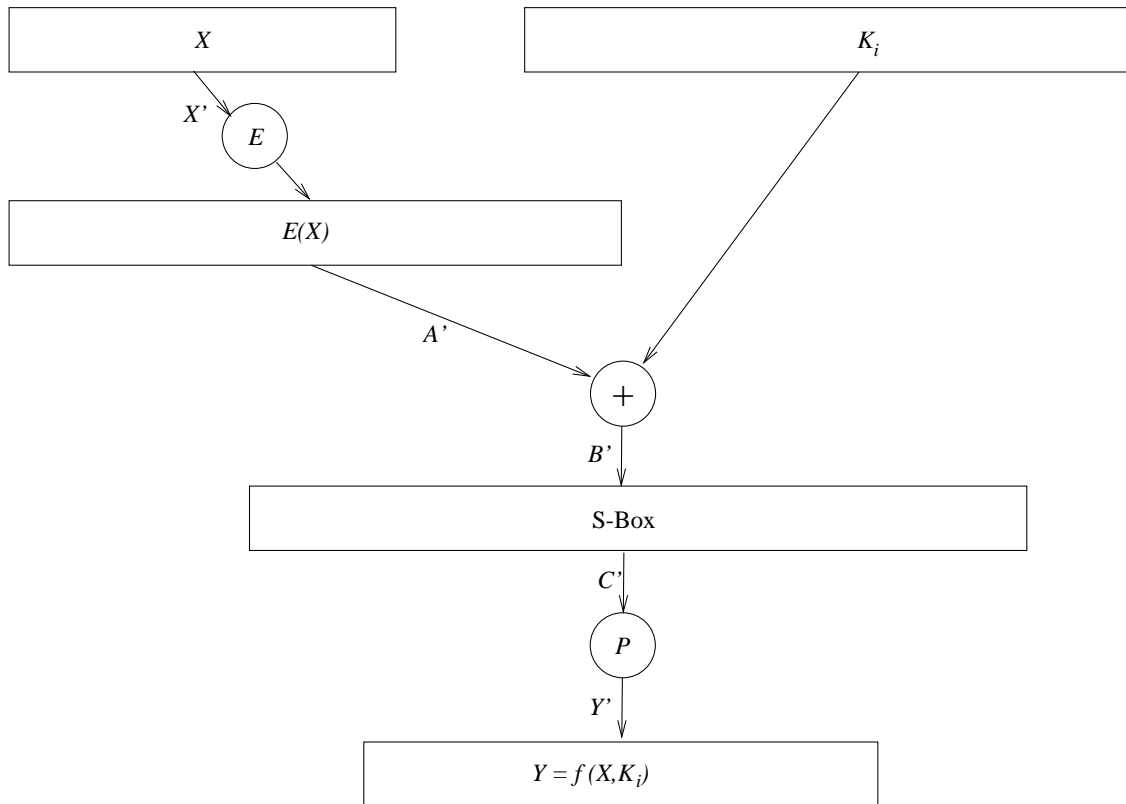 X
K_i
X'
E
E(X)
A'
+
B'
S-Box
C'
P
Y'
Y = f (X,K_i)